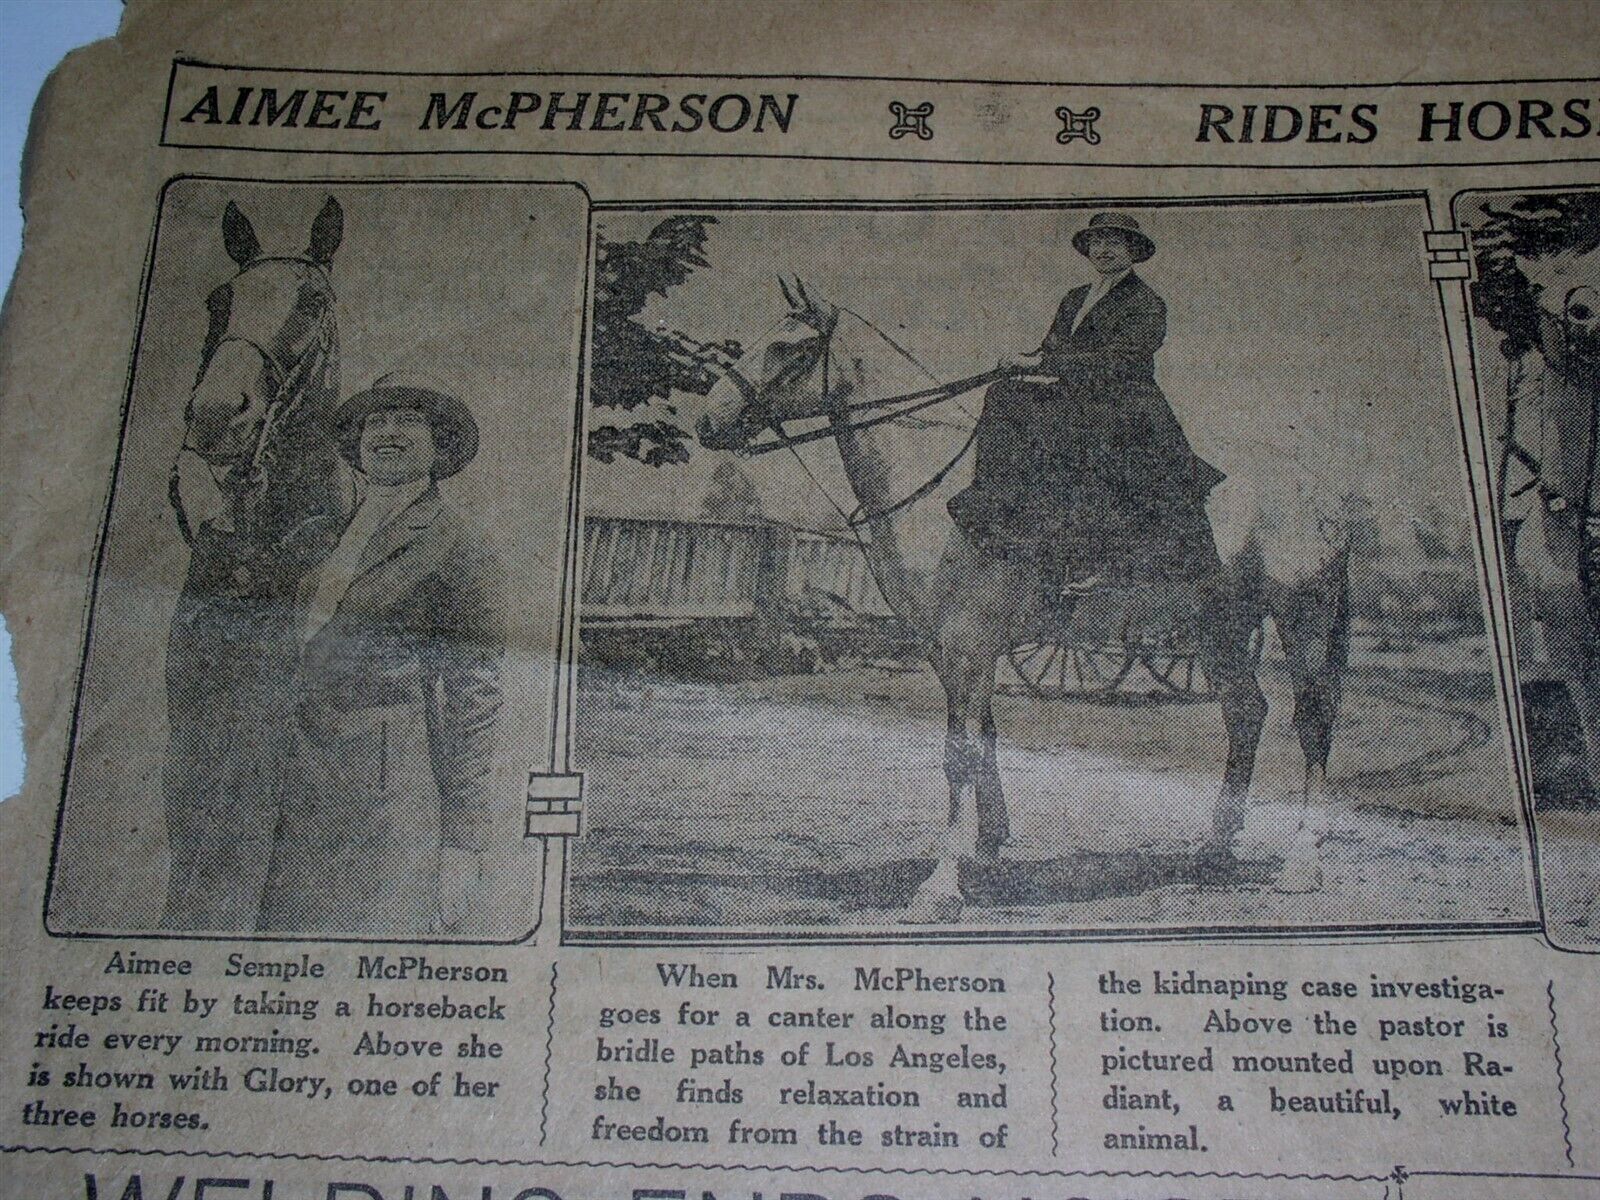 AIMEE McPHERSON RIDES HORS
Aimee Semple McPherson
keeps fit by taking a horseback
ride every morning. Above she
is shown with Glory, one of her
three horses.
When Mrs. McPherson
goes for a canter along the
bridle paths of Los Angeles,
she finds relaxation and
freedom from the strain of
the kidnaping case investiga-
tion. Above the pastor is
pictured mounted upon Ra-
diant, a beautiful, white
animal.
WELDING ENDS